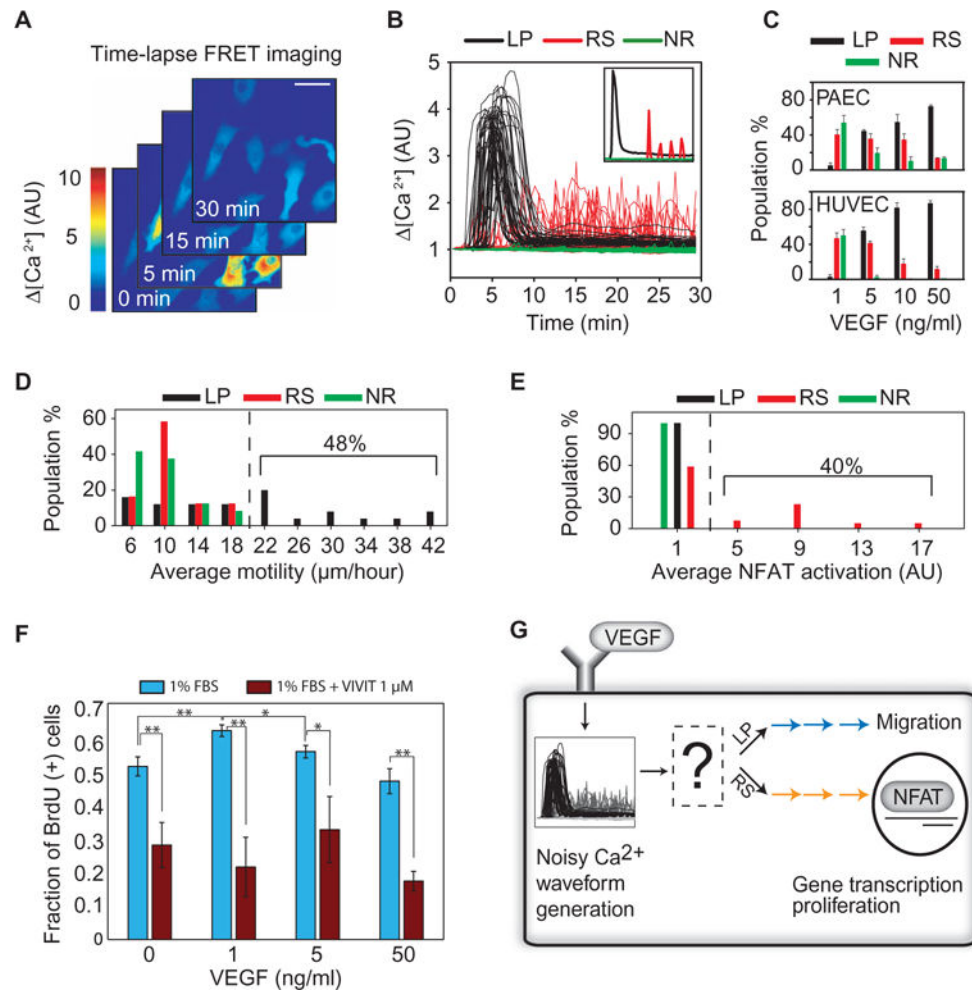 A
Time-lapse FRET imaging
Δ[Ca²⁺] (AU)
10
5
0
30 min
15 min
5 min
0 min
B
LP RS NR
Δ[Ca²⁺] (AU)
5
4
3
2
1
0 5 10 15 20 25 30
Time (min)
C
LP RS
NR
Population %
PAEC
80
40
0
HUVEC
80
40
0
1 5 10 50
VEGF (ng/ml)
D
LP RS NR
Population %
60
40
20
0
48%
6 10 14 18 22 26 30 34 38 42
Average motility (µm/hour)
E
LP RS NR
Population %
90
60
30
0
40%
1 5 9 13 17
Average NFAT activation (AU)
F
1% FBS 1% FBS + VIVIT 1 µM
Fraction of BrdU (+) cells
0.7
0.6
0.5
0.4
0.3
0.2
0.1
0
** *
** ** * **
0 1 5 50
VEGF (ng/ml)
G
VEGF
?
LP
Migration
RS
NFAT
Noisy Ca²⁺
waveform
generation
Gene transcription
proliferation